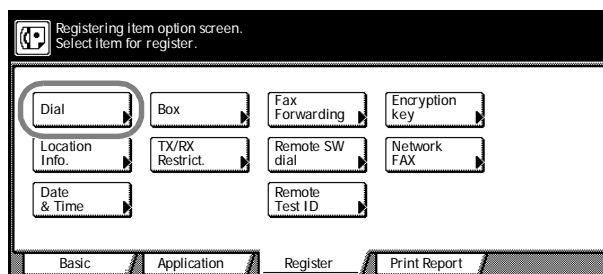 Registering item option screen.
Select item for register.
Dial
Box
Fax
Forwarding
Encryption
key
Location
Info.
TX/RX
Restrict.
Remote SW
dial
Network
FAX
Date
& Time
Remote
Test ID
Basic
Application
Register
Print Report